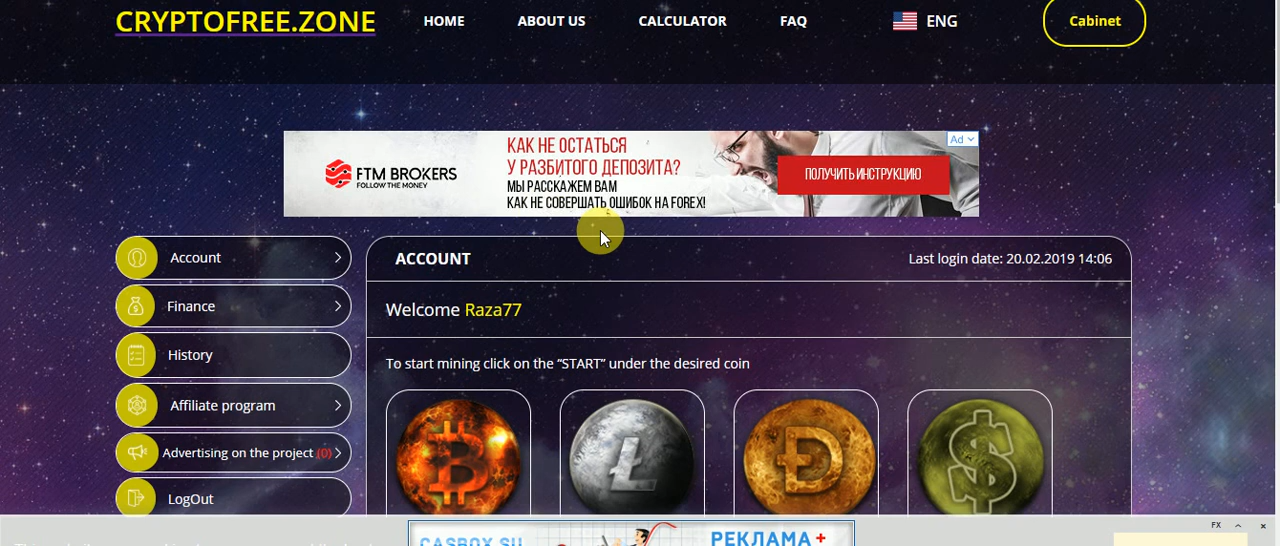 CRYPTOFREE.ZONE
HOME
ABOUT US
CALCULATOR
FAQ
ENG
Cabinet
FTM BROKERS
FOLLOW THE MONEY
КАК НЕ ОСТАТЬСЯ
У РАЗБИТОГО ДЕПОЗИТА?
МЫ РАССКАЖЕМ ВАМ
КАК НЕ СОВЕРШАТЬ ОШИБОК НА FOREX!
ПОЛУЧИТЬ ИНСТРУКЦИЮ
Ad
Account
Finance
History
Affiliate program
Advertising on the project (0)
LogOut
ACCOUNT
Last login date: 20.02.2019 14:06
Welcome Raza77
To start mining click on the “START” under the desired coin
FX
CASBOX.SU
РЕКЛАМА+